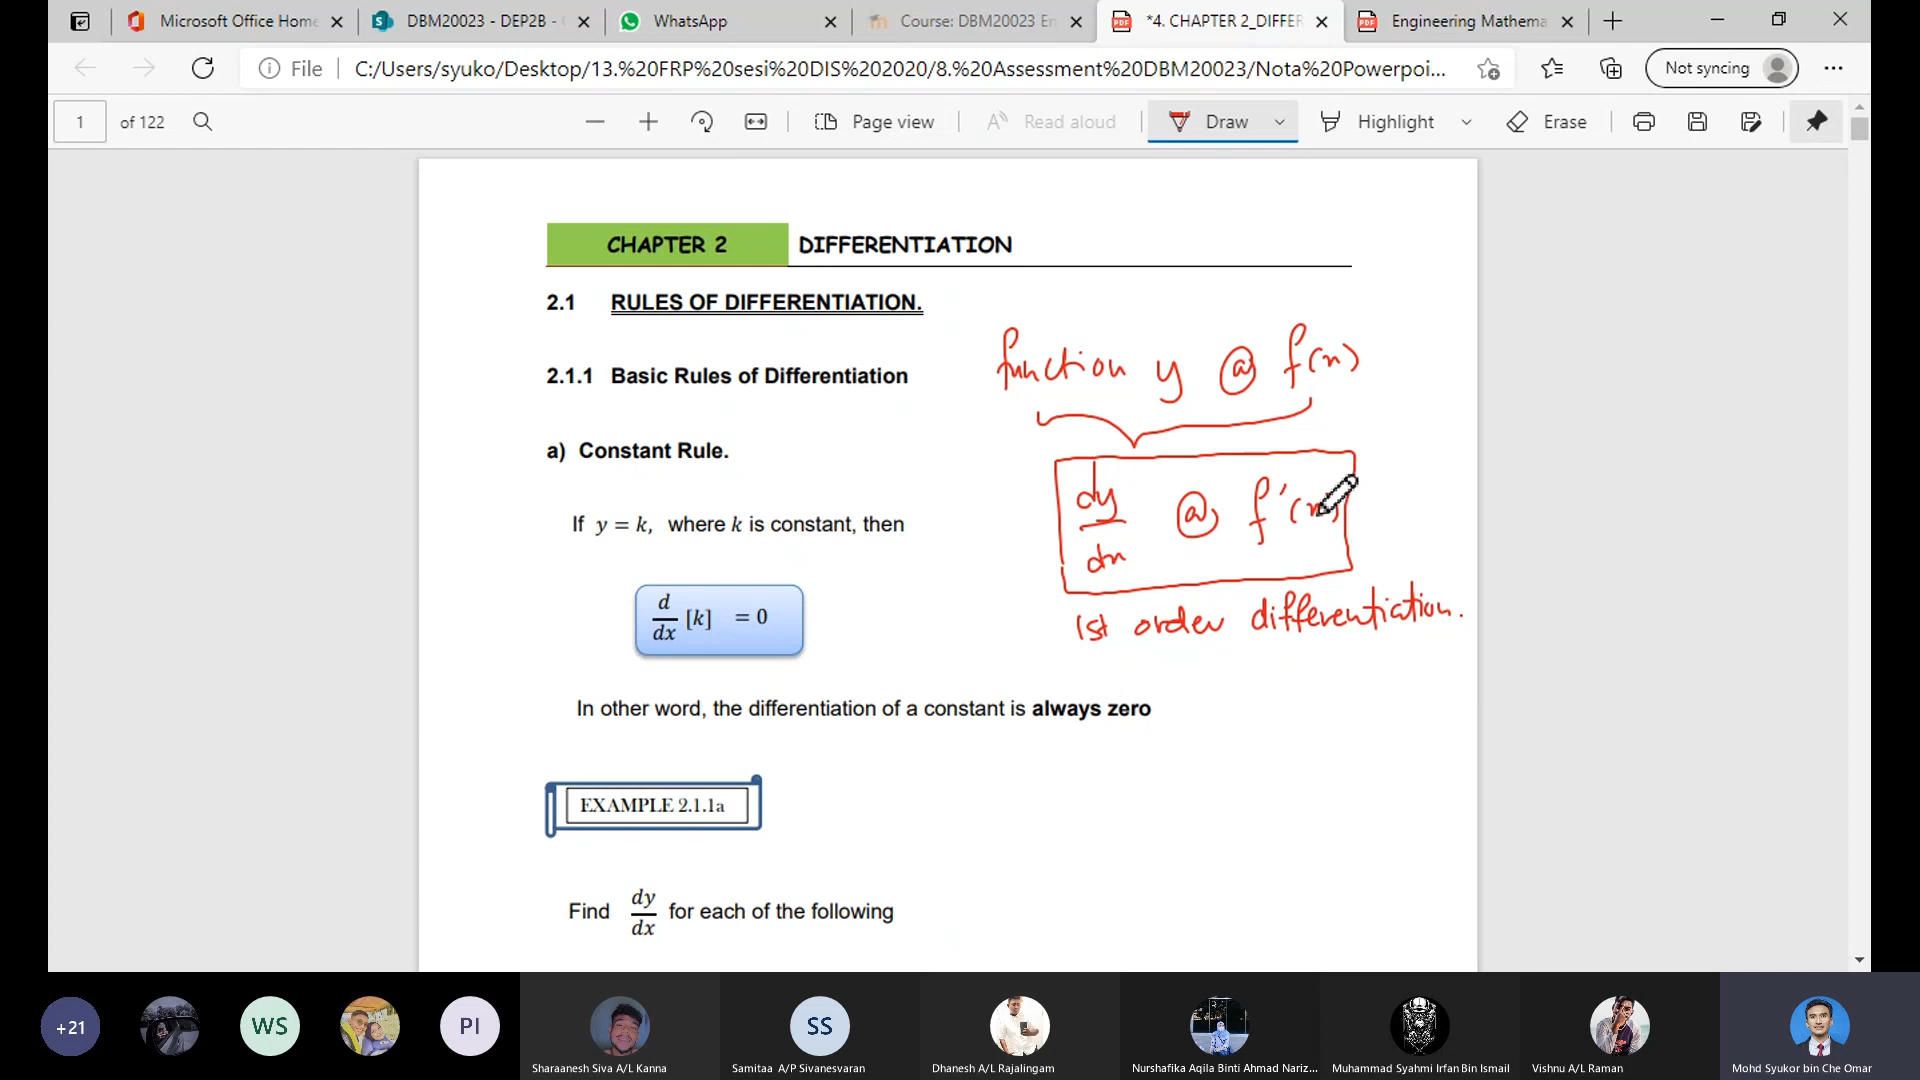 Microsoft Office Home
DBM20023 - DEP2B -
WhatsApp
Course: DBM20023 En
*4. CHAPTER 2_DIFFER
Engineering Mathema
File
C:/Users/syuko/Desktop/13.%20FRP%20sesi%20DIS%202020/8.%20Assessment%20DBM20023/Nota%20Powerpoi...
Not syncing
1 of 122
Page view
Read aloud
Draw
Highlight
Erase
CHAPTER 2 DIFFERENTIATION
2.1 RULES OF DIFFERENTIATION.
function y @ f(x)
2.1.1 Basic Rules of Differentiation
a) Constant Rule.
dy/dx @ f'(x)
If y = k, where k is constant, then
d/dx [k] = 0
1st order differentiation.
In other word, the differentiation of a constant is always zero
EXAMPLE 2.1.1a
Find dy/dx for each of the following
+21
WS
PI
SS
Sharaanesh Siva A/L Kanna
Samitaa A/P Sivanesvaran
Dhanesh A/L Rajalingam
Nurshafika Aqila Binti Ahmad Nariz...
Muhammad Syahmi Irfan Bin Ismail
Vishnu A/L Raman
Mohd Syukor bin Che Omar